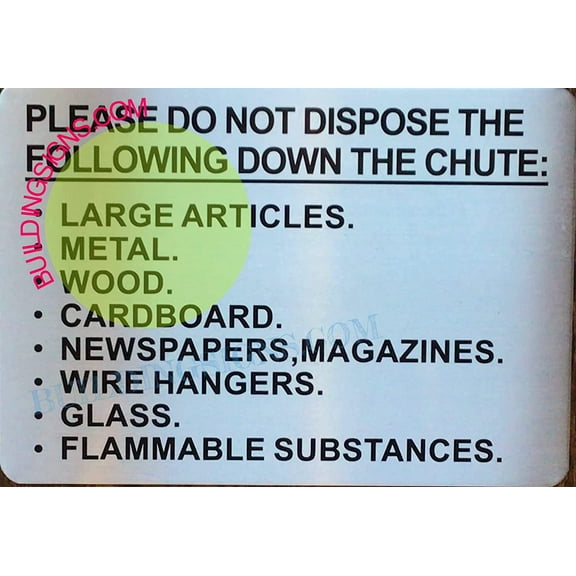 PLEASE DO NOT DISPOSE THE
FOLLOWING DOWN THE CHUTE:
• LARGE ARTICLES.
• METAL.
• WOOD.
• CARDBOARD.
• NEWSPAPERS,MAGAZINES.
• WIRE HANGERS.
• GLASS.
• FLAMMABLE SUBSTANCES.
BUILDINGSIGNS.COM